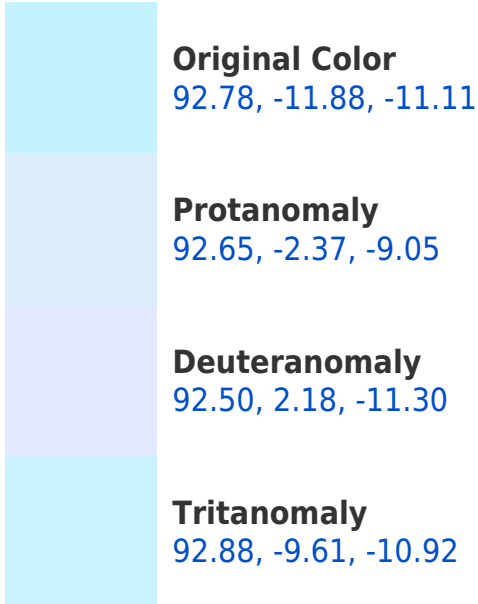 Original Color
92.78, -11.88, -11.11
Protanomaly
92.65, -2.37, -9.05
Deuteranomaly
92.50, 2.18, -11.30
Tritanomaly
92.88, -9.61, -10.92